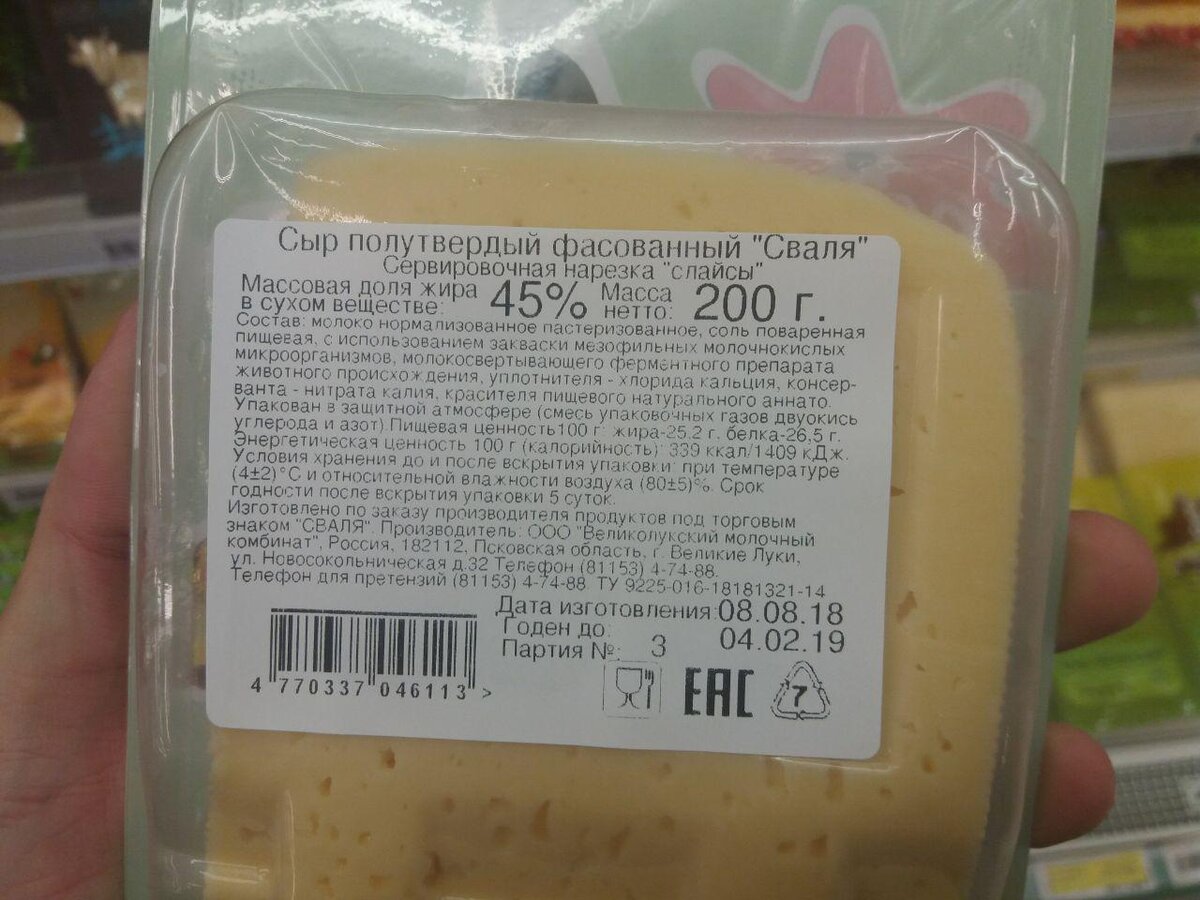 Сыр полутвердый фасованный "Сваля"
Сервировочная нарезка "слайсы"
Массовая доля жира
в сухом веществе: 45% Масса нетто: 200 г.
Состав: молоко нормализованное пастеризованное, соль поваренная
пищевая, с использованием закваски мезофильных молочнокислых
микроорганизмов, молокосвертывающего ферментного препарата
животного происхождения, уплотнителя - хлорида кальция, консер-
ванта - нитрата калия, красителя пищевого натурального аннато.
Упакован в защитной атмосфере (смесь упаковочных газов двуокись
углерода и азот) Пищевая ценность100 г: жира-25.2 г. белка-26,5 г.
Энергетическая ценность 100 г (калорийность): 339 ккал/1409 кДж.
Условия хранения до и после вскрытия упаковки: при температуре
(4±2)°С и относительной влажности воздуха (80±5)%. Срок
годности после вскрытия упаковки 5 суток.
Изготовлено по заказу производителя продуктов под торговым
знаком "СВАЛЯ". Производитель: ООО "Великолукский молочный
комбинат", Россия, 182112, Псковская область, г. Великие Луки,
ул. Новосокольническая д.32 Телефон (81153) 4-74-88.
Телефон для претензий (81153) 4-74-88. ТУ 9225-016-18181321-14
Дата изготовления: 08.08.18
Годен до: 04.02.19
Партия №: 3
4 770337 046113 >
EAC
7